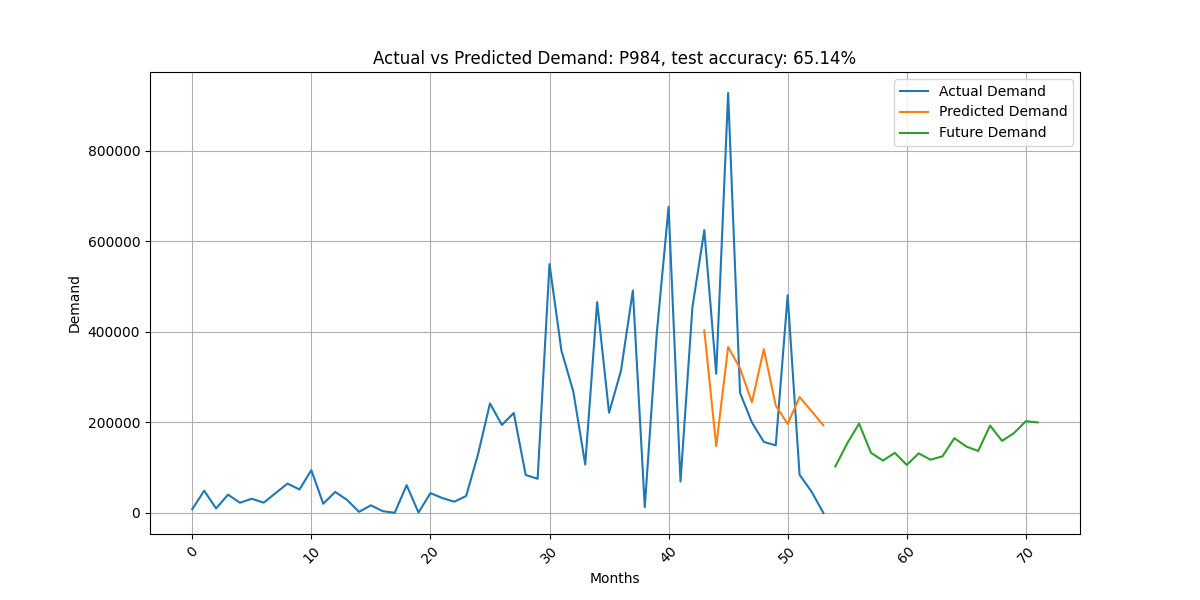 Actual vs Predicted Demand: P984, test accuracy: 65.14%
Actual Demand
Predicted Demand
Future Demand
800000
600000
400000
200000
0
Demand
0 10 20 30 40 50 60 70
Months